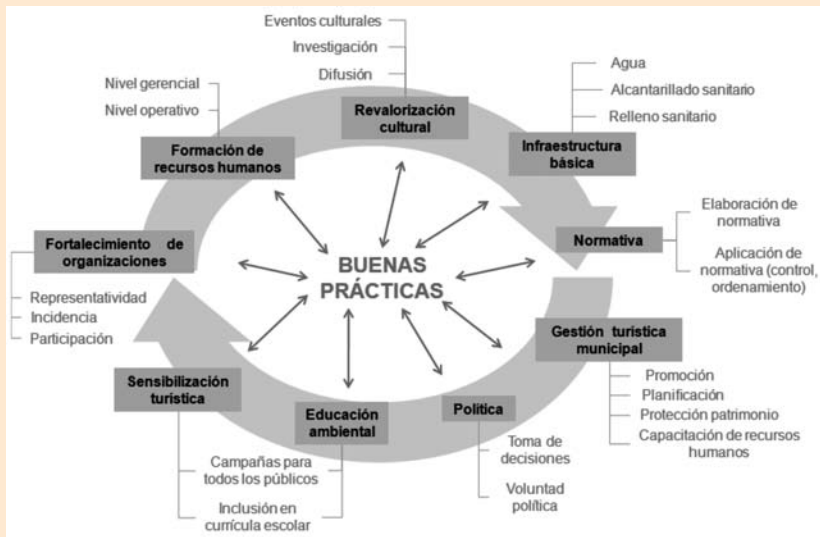 Eventos culturales
Investigación
Difusión
Revalorización
cultural
Nivel gerencial
Nivel operativo
Formación de
recursos humanos
Agua
Alcantarillado sanitario
Relleno sanitario
Infraestructura
básica
Fortalecimiento de
organizaciones
Representatividad
Incidencia
Participación
BUENAS
PRÁCTICAS
Normativa
Elaboración de
normativa
Aplicación de
normativa (control,
ordenamiento)
Gestión turística
municipal
Promoción
Planificación
Protección patrimonio
Capacitación de recursos
humanos
Sensibilización
turística
Educación
ambiental
Campañas para
todos los públicos
Inclusión en
currícula escolar
Política
Toma de
decisiones
Voluntad
política